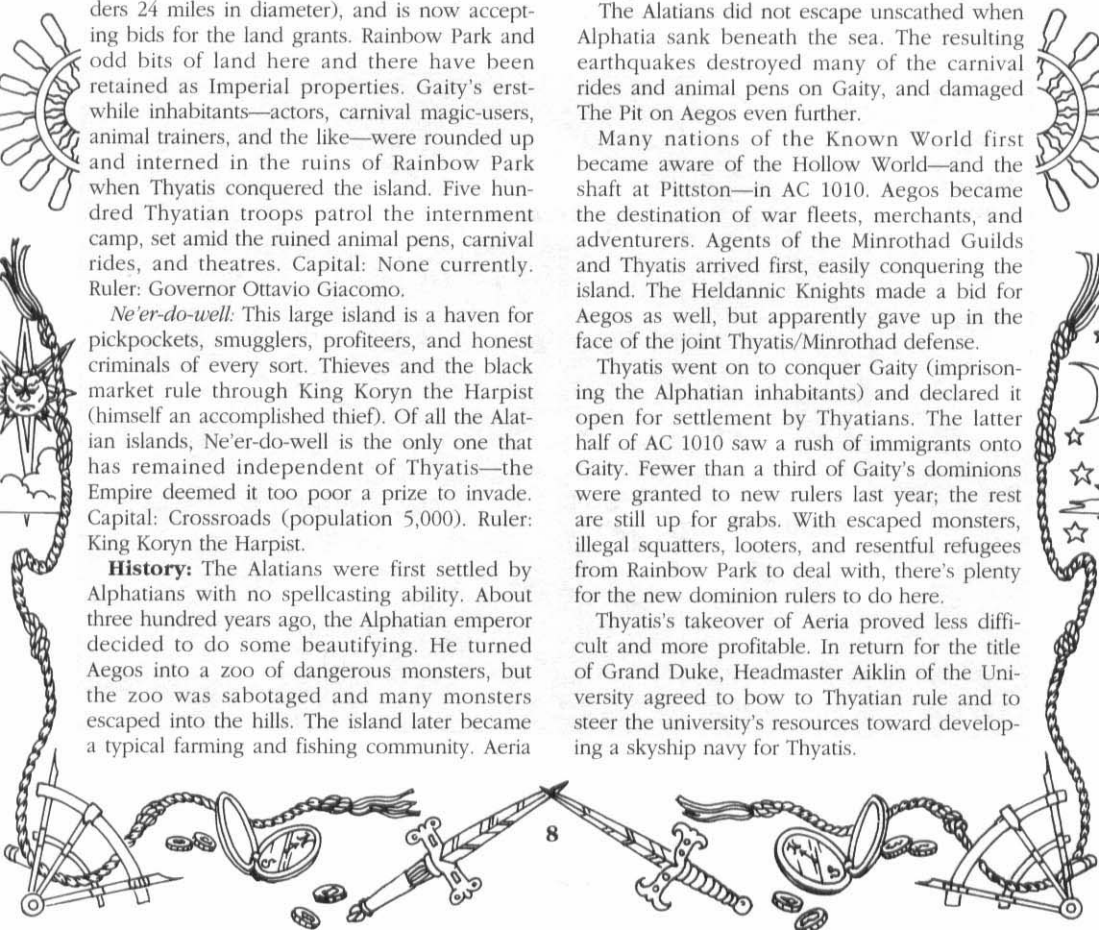 ders 24 miles in diameter), and is now accept-
ing bids for the land grants. Rainbow Park and
odd bits of land here and there have been
retained as Imperial properties. Gaity's erst-
while inhabitants—actors, carnival magic-users,
animal trainers, and the like—were rounded up
and interned in the ruins of Rainbow Park
when Thyatis conquered the island. Five hun-
dred Thyatian troops patrol the internment
camp, set amid the ruined animal pens, carnival
rides, and theatres. Capital: None currently.
Ruler: Governor Ottavio Giacomo.
Ne'er-do-well: This large island is a haven for
pickpockets, smugglers, profiteers, and honest
criminals of every sort. Thieves and the black
market rule through King Koryn the Harpist
(himself an accomplished thief). Of all the Alat-
ian islands, Ne'er-do-well is the only one that
has remained independent of Thyatis—the
Empire deemed it too poor a prize to invade.
Capital: Crossroads (population 5,000). Ruler:
King Koryn the Harpist.
History: The Alatians were first settled by
Alphatians with no spellcasting ability. About
three hundred years ago, the Alphatian emperor
decided to do some beautifying. He turned
Aegos into a zoo of dangerous monsters, but
the zoo was sabotaged and many monsters
escaped into the hills. The island later became
a typical farming and fishing community. Aeria
The Alatians did not escape unscathed when
Alphatia sank beneath the sea. The resulting
earthquakes destroyed many of the carnival
rides and animal pens on Gaity, and damaged
The Pit on Aegos even further.
Many nations of the Known World first
became aware of the Hollow World—and the
shaft at Pittston—in AC 1010. Aegos became
the destination of war fleets, merchants, and
adventurers. Agents of the Minrothad Guilds
and Thyatis arrived first, easily conquering the
island. The Heldannic Knights made a bid for
Aegos as well, but apparently gave up in the
face of the joint Thyatis/Minrothad defense.
Thyatis went on to conquer Gaity (imprison-
ing the Alphatian inhabitants) and declared it
open for settlement by Thyatians. The latter
half of AC 1010 saw a rush of immigrants onto
Gaity. Fewer than a third of Gaity's dominions
were granted to new rulers last year; the rest
are still up for grabs. With escaped monsters,
illegal squatters, looters, and resentful refugees
from Rainbow Park to deal with, there's plenty
for the new dominion rulers to do here.
Thyatis's takeover of Aeria proved less diffi-
cult and more profitable. In return for the title
of Grand Duke, Headmaster Aiklin of the Uni-
versity agreed to bow to Thyatian rule and to
steer the university's resources toward develop-
ing a skyship navy for Thyatis.
8